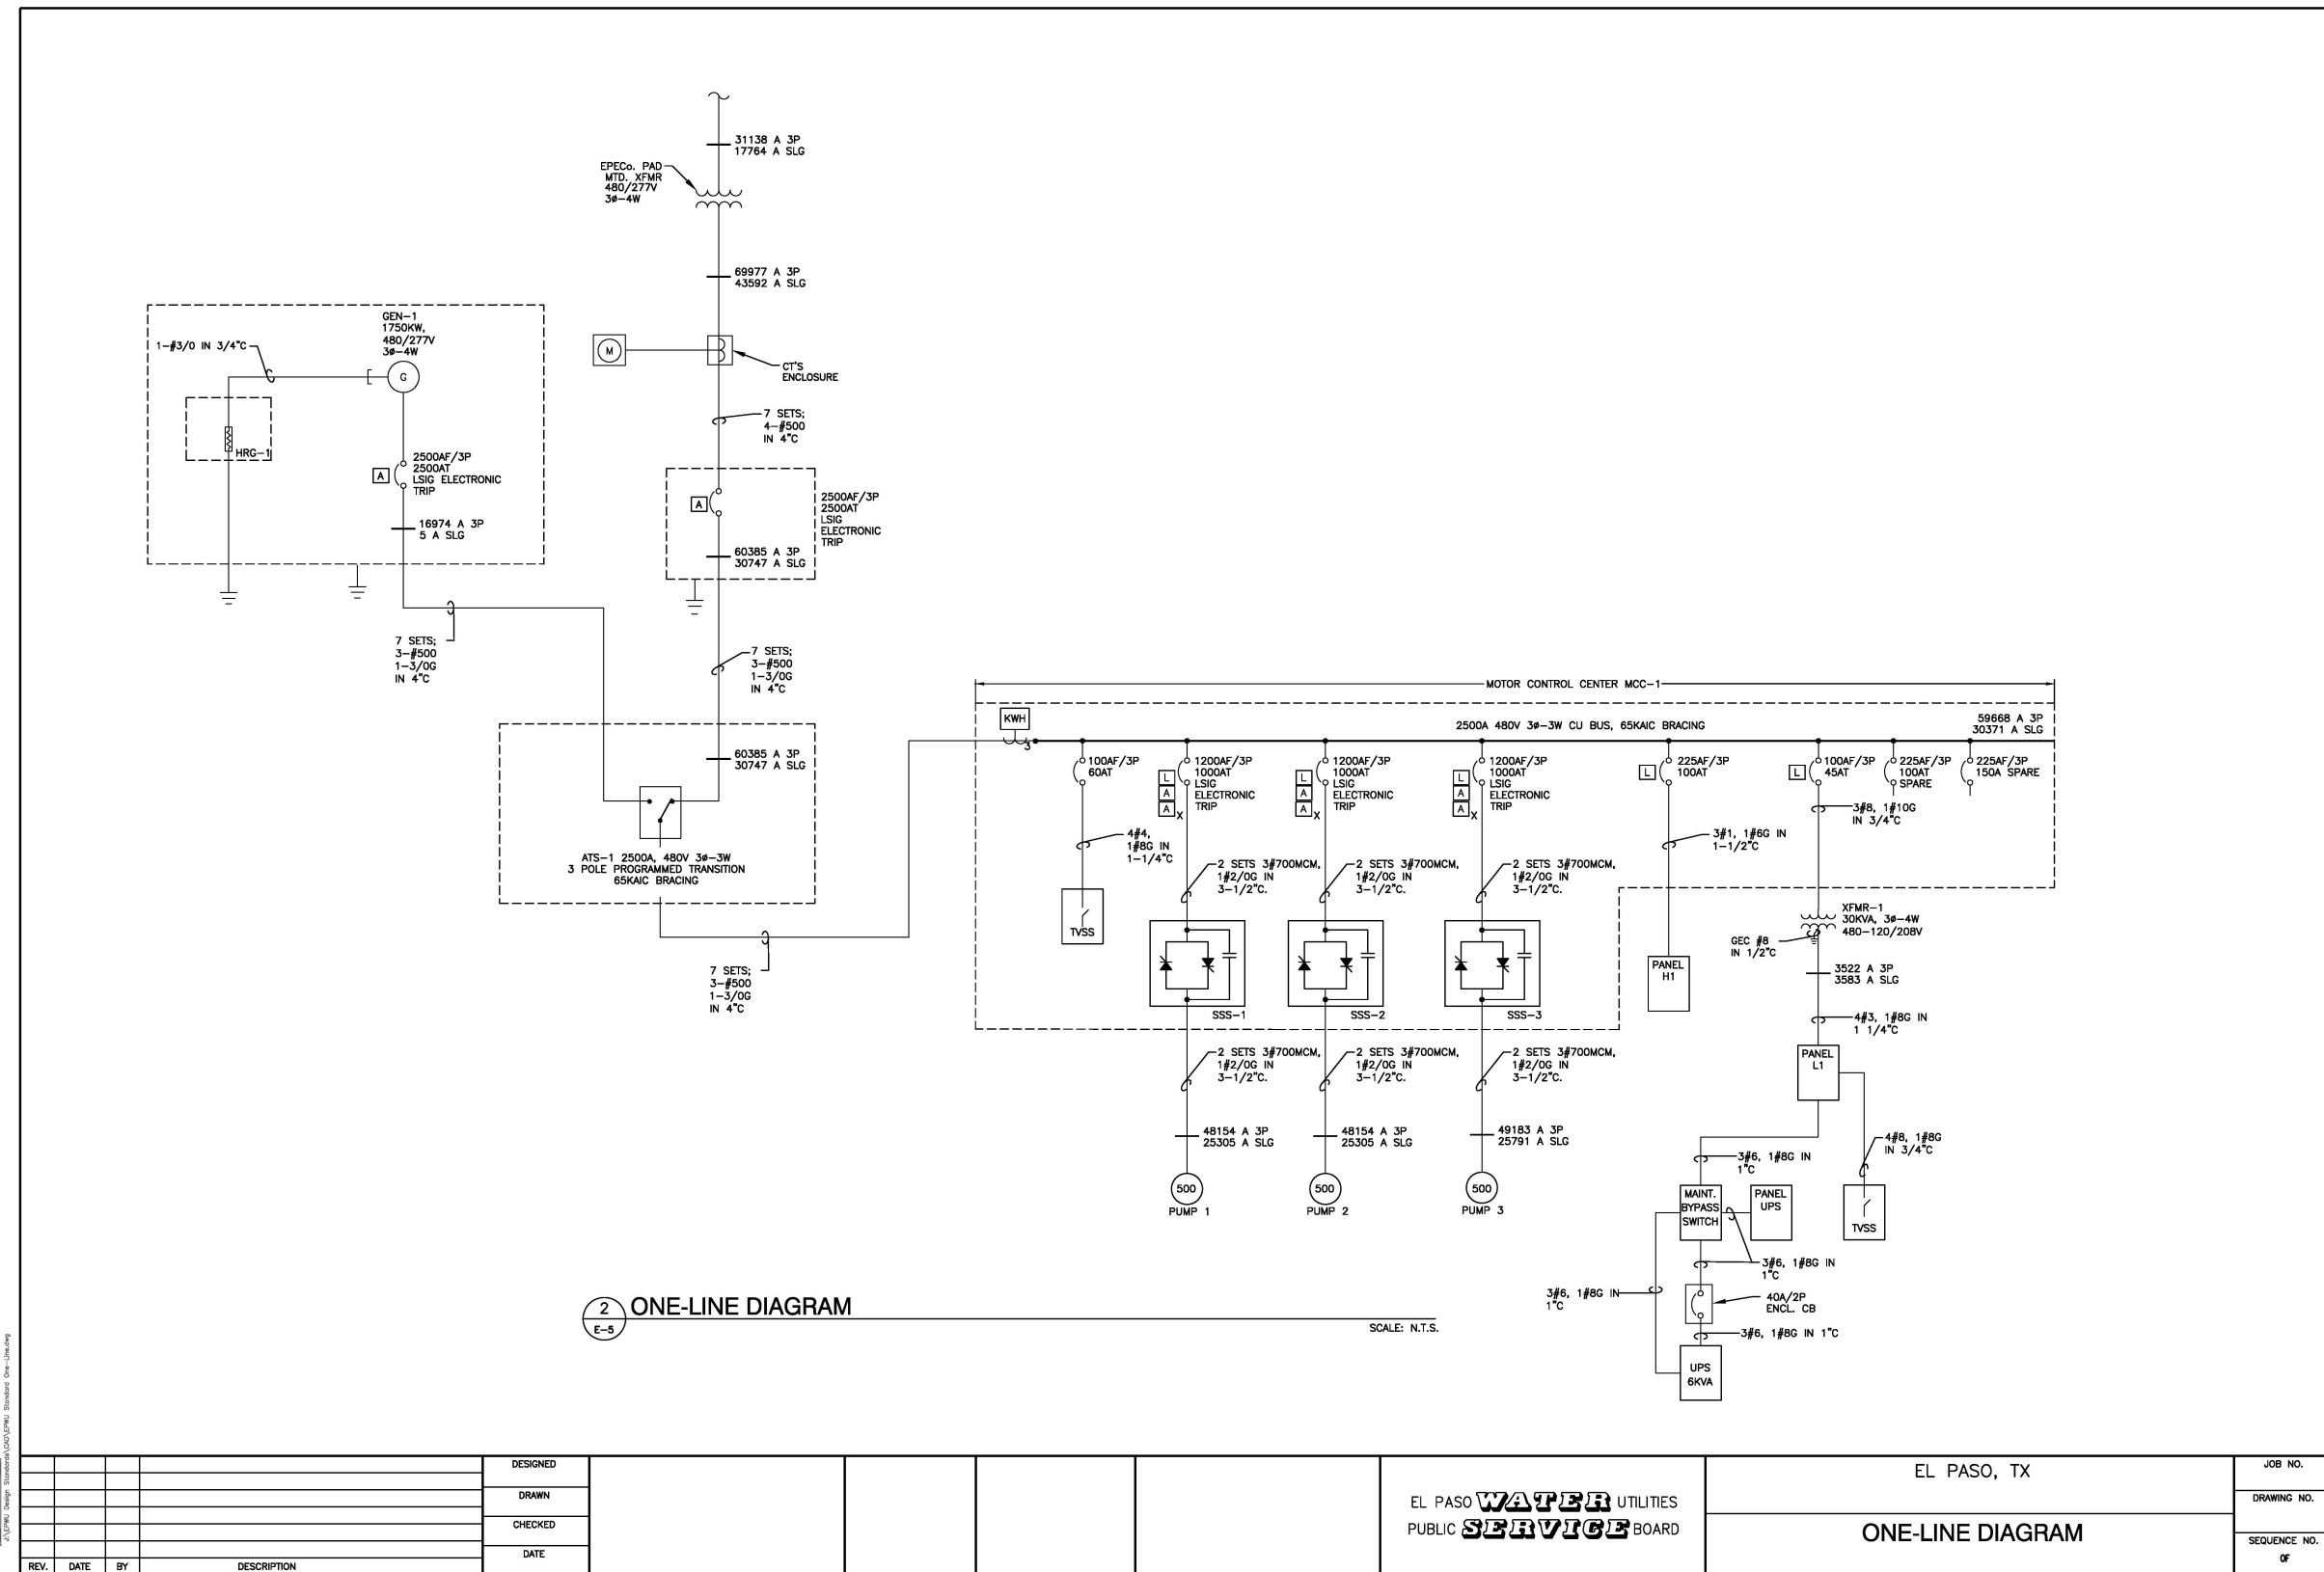 31138 A 3P
17764 A SLG
EPECo. PAD
MTD. XFMR
480/277V
3ø-4W
69977 A 3P
43592 A SLG
GEN-1
1750KW,
480/277V
3ø-4W
1-#3/0 IN 3/4"C
G
HRG-1
A
2500AF/3P
2500AT
LSIG ELECTRONIC
TRIP
16974 A 3P
5 A SLG
M
CT'S
ENCLOSURE
7 SETS;
4-#500
IN 4"C
A
2500AF/3P
2500AT
LSIG
ELECTRONIC
TRIP
60385 A 3P
30747 A SLG
7 SETS;
3-#500
1-3/0G
IN 4"C
7 SETS;
3-#500
1-3/0G
IN 4"C
60385 A 3P
30747 A SLG
ATS-1 2500A, 480V 3ø-3W
3 POLE PROGRAMMED TRANSITION
65KAIC BRACING
7 SETS;
3-#500
1-3/0G
IN 4"C
MOTOR CONTROL CENTER MCC-1
KWH
3
2500A 480V 3ø-3W CU BUS, 65KAIC BRACING
59668 A 3P
30371 A SLG
100AF/3P
60AT
4#4,
1#8G IN
1-1/4"C
TVSS
L
A
A
X
1200AF/3P
1000AT
LSIG
ELECTRONIC
TRIP
2 SETS 3#700MCM,
1#2/0G IN
3-1/2"C.
SSS-1
2 SETS 3#700MCM,
1#2/0G IN
3-1/2"C.
48154 A 3P
25305 A SLG
500
PUMP 1
L
A
A
X
1200AF/3P
1000AT
LSIG
ELECTRONIC
TRIP
2 SETS 3#700MCM,
1#2/0G IN
3-1/2"C.
SSS-2
2 SETS 3#700MCM,
1#2/0G IN
3-1/2"C.
48154 A 3P
25305 A SLG
500
PUMP 2
L
A
A
X
1200AF/3P
1000AT
LSIG
ELECTRONIC
TRIP
2 SETS 3#700MCM,
1#2/0G IN
3-1/2"C.
SSS-3
2 SETS 3#700MCM,
1#2/0G IN
3-1/2"C.
49183 A 3P
25791 A SLG
500
PUMP 3
L
225AF/3P
100AT
3#1, 1#6G IN
1-1/2"C
PANEL
H1
L
100AF/3P
45AT
225AF/3P
100AT
SPARE
225AF/3P
150A SPARE
3#8, 1#10G
IN 3/4"C
XFMR-1
30KVA, 3ø-4W
480-120/208V
GEC #8
IN 1/2"C
3522 A 3P
3583 A SLG
4#3, 1#8G IN
1 1/4"C
PANEL
L1
4#8, 1#8G
IN 3/4"C
TVSS
3#6, 1#8G IN
1"C
MAINT.
BYPASS
SWITCH
PANEL
UPS
3#6, 1#8G IN
1"C
3#6, 1#8G IN
1"C
40A/2P
ENCL. CB
3#6, 1#8G IN 1"C
UPS
6KVA
2
E-5
ONE-LINE DIAGRAM
SCALE: N.T.S.
J:\EPWU Design Standards\CAD\EPWU Standard One-Line.dwg
REV.
DATE
BY
DESCRIPTION
DESIGNED
DRAWN
CHECKED
DATE
EL PASO WATER UTILITIES
PUBLIC SERVICE BOARD
EL PASO, TX
ONE-LINE DIAGRAM
JOB NO.
DRAWING NO.
SEQUENCE NO.
OF